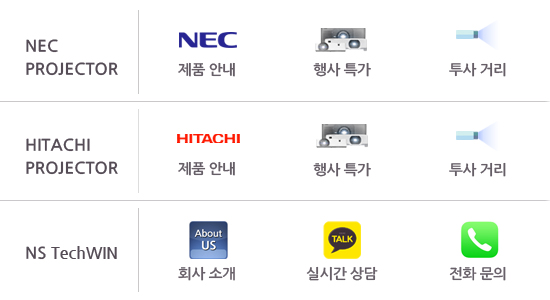 NEC
PROJECTOR
NEC
제품 안내
행사 특가
투사 거리
HITACHI
PROJECTOR
HITACHI
제품 안내
행사 특가
투사 거리
NS TechWIN
About
US
회사 소개
TALK
실시간 상담
전화 문의